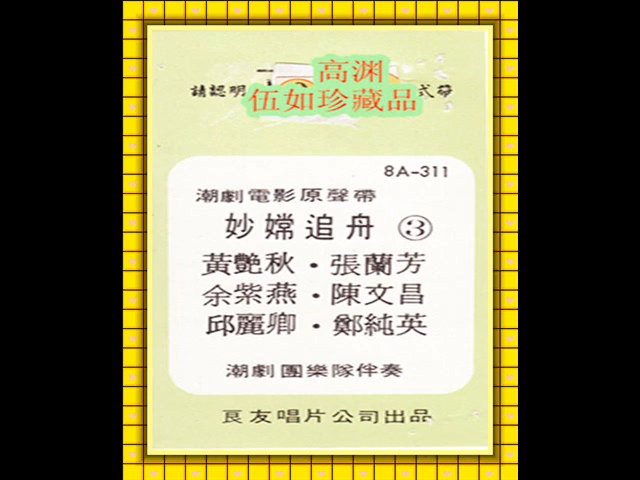 高渊
請認明
伍如珍藏品
式帶
8A-311
潮劇電影原聲帶
妙嫦追舟 ③
黃艷秋・張蘭芳
余紫燕・陳文昌
邱麗卿・鄭純英
潮劇團樂隊伴奏
良友唱片公司出品